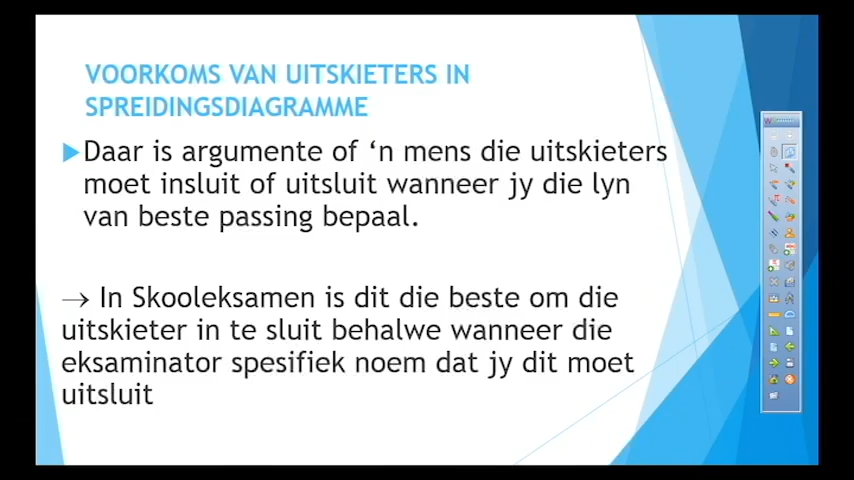 VOORKOMS VAN UITSKIETERS IN
SPREIDINGSDIAGRAMME
Daar is argumente of ‘n mens die uitskieters
moet insluit of uitsluit wanneer jy die lyn
van beste passing bepaal.
→ In Skooleksamen is dit die beste om die
uitskieter in te sluit behalwe wanneer die
eksaminator spesifiek noem dat jy dit moet
uitsluit